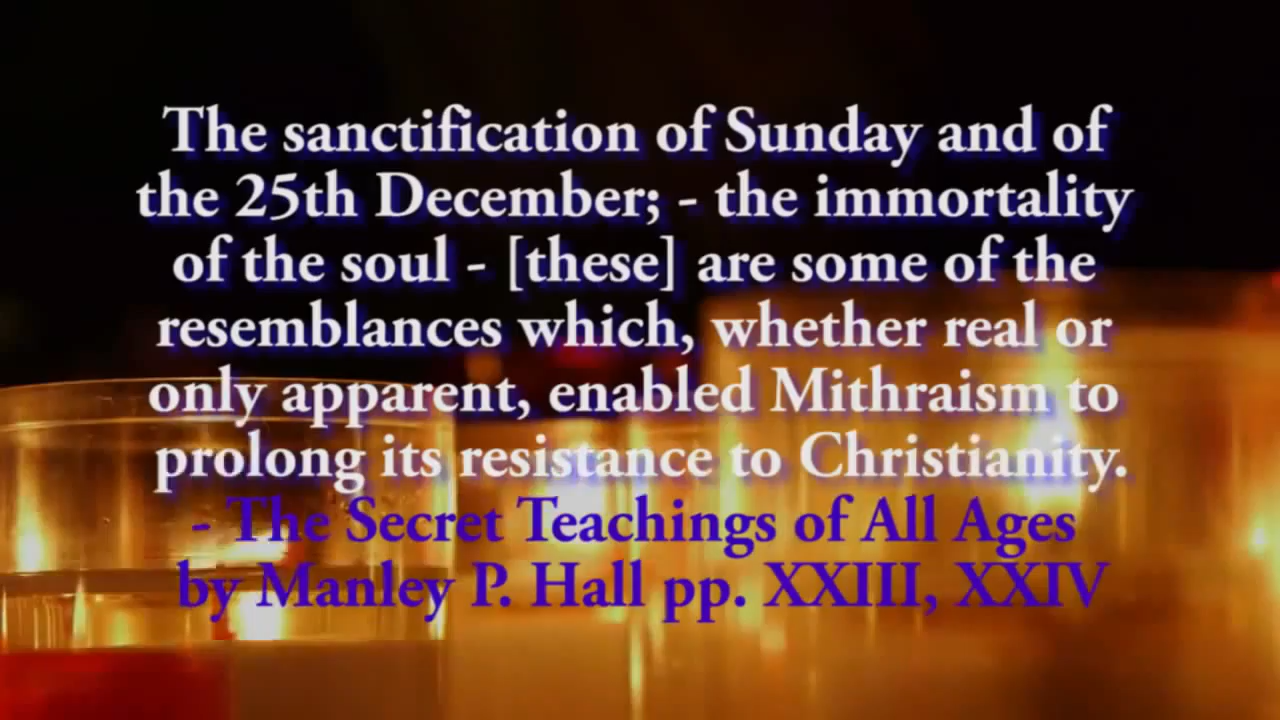 The sanctification of Sunday and of
the 25th December; - the immortality
of the soul - [these] are some of the
resemblances which, whether real or
only apparent, enabled Mithraism to
prolong its resistance to Christianity.
- The Secret Teachings of All Ages
by Manley P. Hall pp. XXIII, XXIV